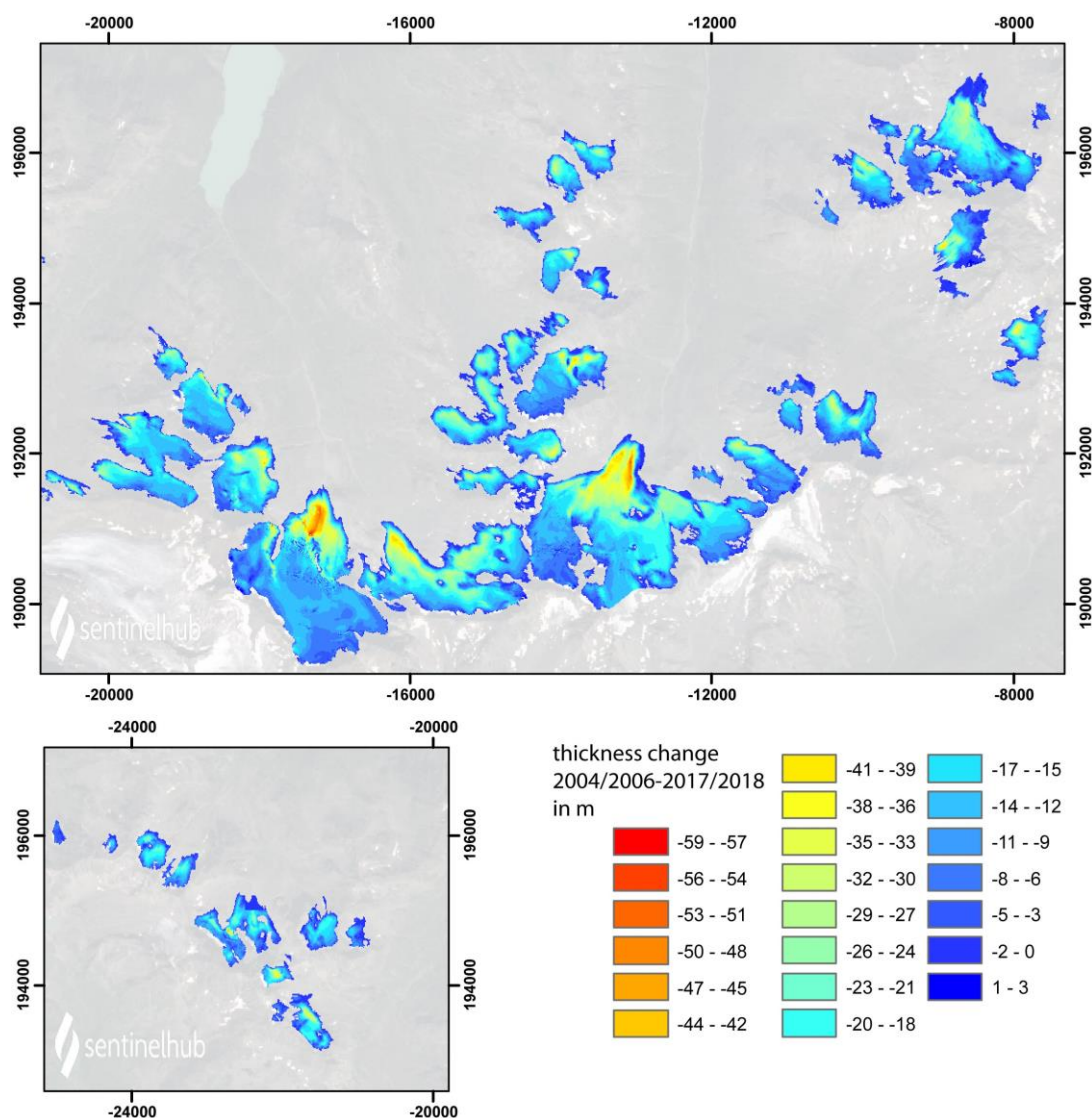 -20000
-16000
-12000
-8000
196000
196000
194000
194000
192000
192000
190000
190000
sentinelhub
-20000
-16000
-12000
-8000
-24000
-20000
196000
196000
194000
194000
sentinelhub
-24000
-20000
thickness change
2004/2006-2017/2018
in m
-59 - -57
-56 - -54
-53 - -51
-50 - -48
-47 - -45
-44 - -42
-41 - -39
-38 - -36
-35 - -33
-32 - -30
-29 - -27
-26 - -24
-23 - -21
-20 - -18
-17 - -15
-14 - -12
-11 - -9
-8 - -6
-5 - -3
-2 - 0
1 - 3